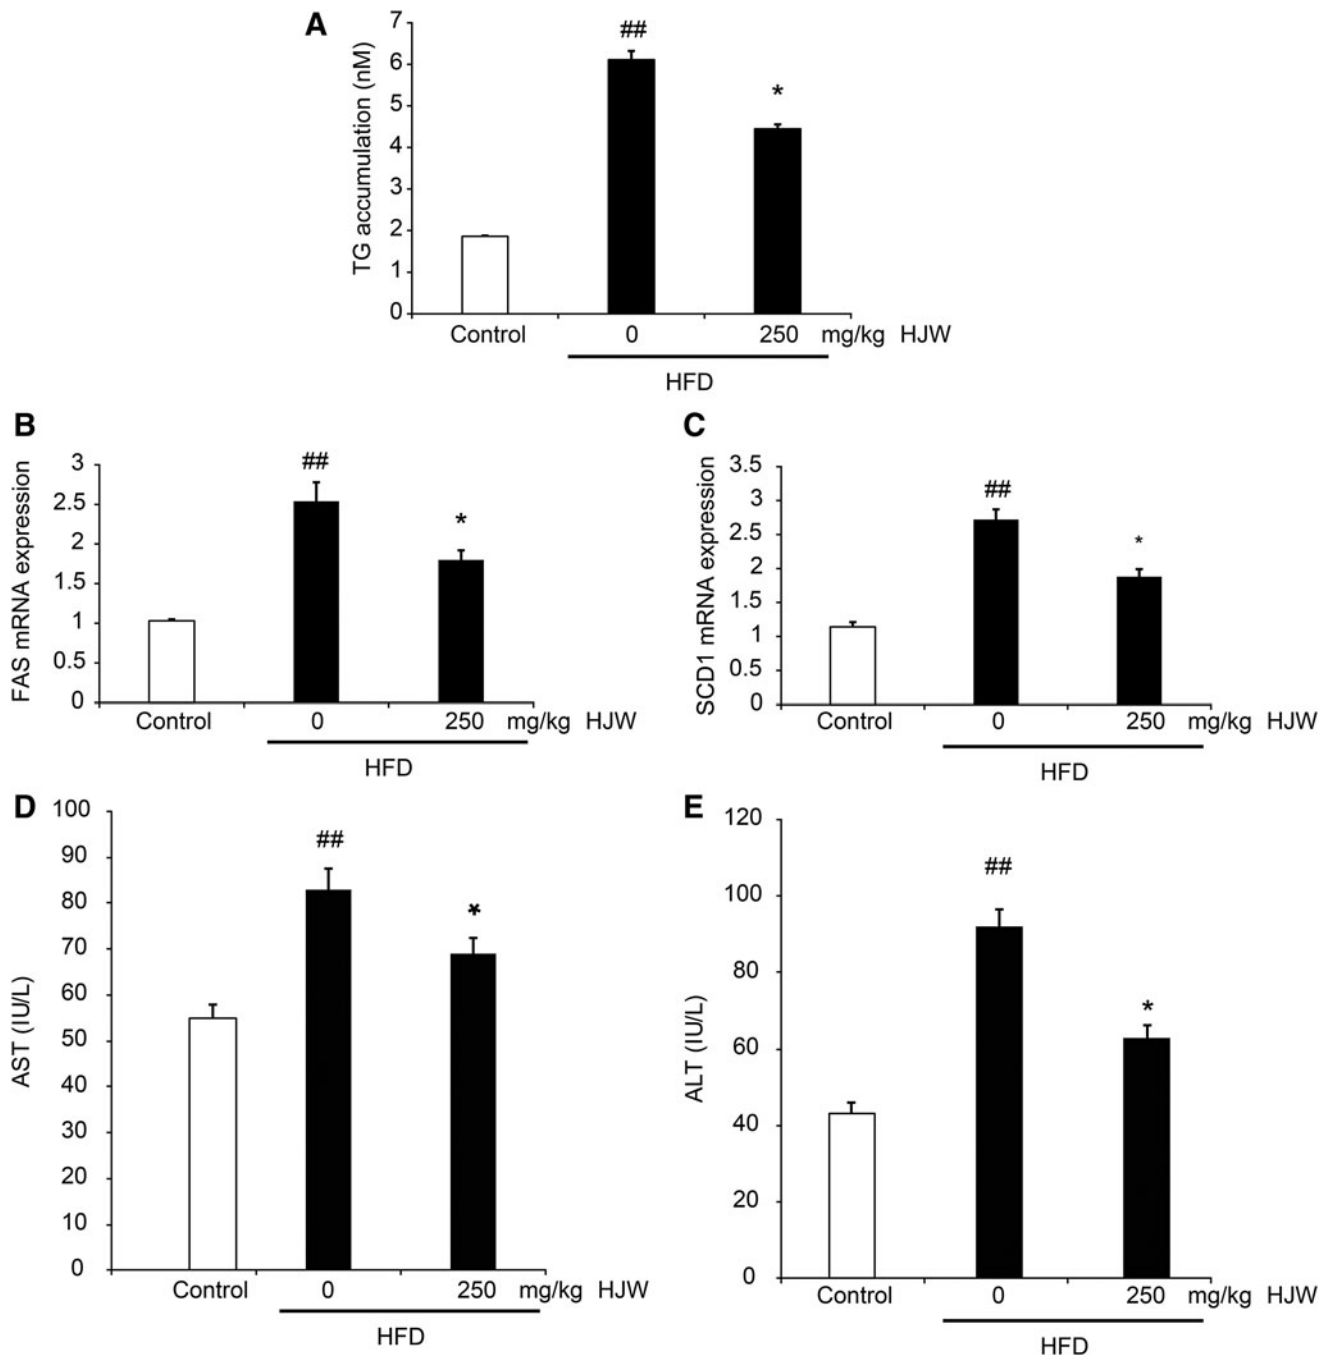 A
TG accumulation (nM)
7
6
5
4
3
2
1
0
##
*
Control 0 250 mg/kg HJW
HFD
B
FAS mRNA expression
3
2.5
2
1.5
1
0.5
0
##
*
Control 0 250 mg/kg HJW
HFD
C
SCD1 mRNA expression
3.5
3
2.5
2
1.5
1
0.5
0
##
*
Control 0 250 mg/kg HJW
HFD
D
AST (IU/L)
100
90
80
70
60
50
40
30
20
10
0
##
*
Control 0 250 mg/kg HJW
HFD
E
ALT (IU/L)
120
100
80
60
40
20
0
##
*
Control 0 250 mg/kg HJW
HFD